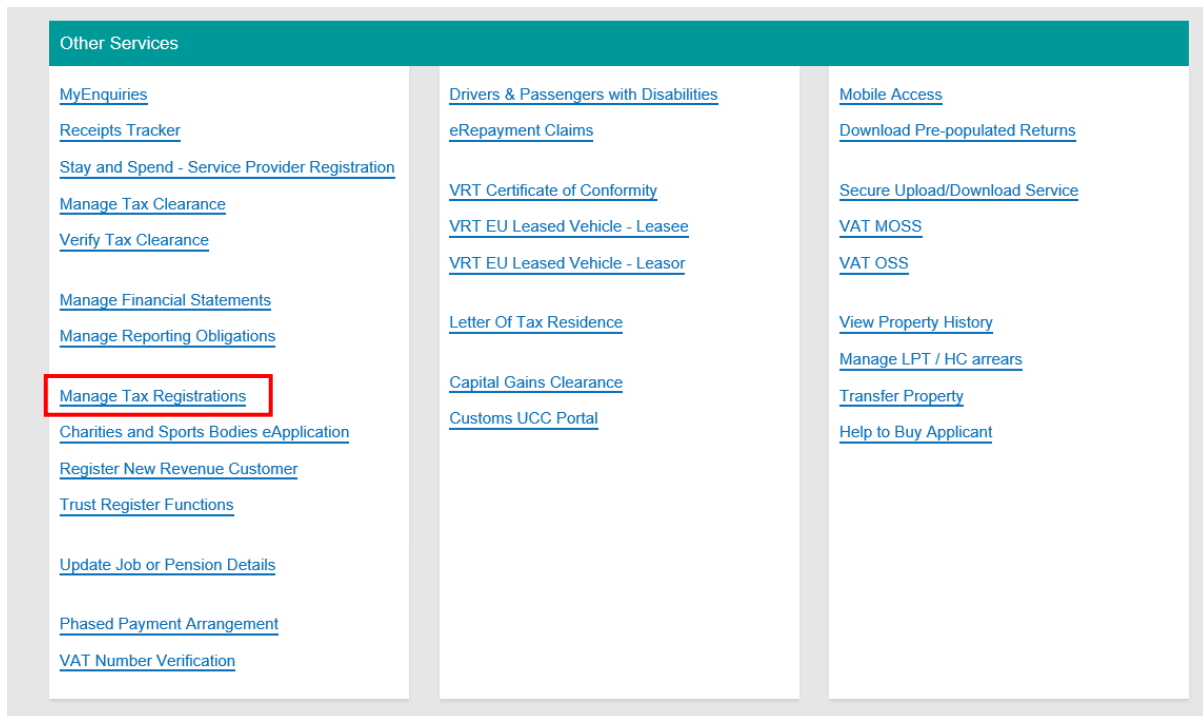 Other Services
MyEnquiries
Receipts Tracker
Stay and Spend - Service Provider Registration
Manage Tax Clearance
Verify Tax Clearance
Manage Financial Statements
Manage Reporting Obligations
Manage Tax Registrations
Charities and Sports Bodies eApplication
Register New Revenue Customer
Trust Register Functions
Update Job or Pension Details
Phased Payment Arrangement
VAT Number Verification
Drivers & Passengers with Disabilities
eRepayment Claims
VRT Certificate of Conformity
VRT EU Leased Vehicle - Leasee
VRT EU Leased Vehicle - Leasor
Letter Of Tax Residence
Capital Gains Clearance
Customs UCC Portal
Mobile Access
Download Pre-populated Returns
Secure Upload/Download Service
VAT MOSS
VAT OSS
View Property History
Manage LPT / HC arrears
Transfer Property
Help to Buy Applicant